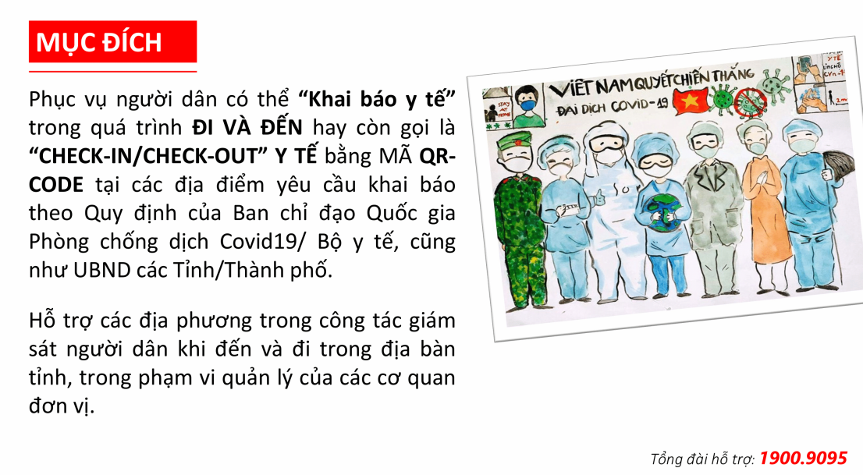 MỤC ĐÍCH
Phục vụ người dân có thể “Khai báo y tế”
trong quá trình ĐI VÀ ĐẾN hay còn gọi là
“CHECK-IN/CHECK-OUT” Y TẾ bằng MÃ QR-
CODE tại các địa điểm yêu cầu khai báo
theo Quy định của Ban chỉ đạo Quốc gia
Phòng chống dịch Covid19/ Bộ y tế, cũng
như UBND các Tỉnh/Thành phố.
Hỗ trợ các địa phương trong công tác giám
sát người dân khi đến và đi trong địa bàn
tỉnh, trong phạm vi quản lý của các cơ quan
đơn vị.
VIỆT NAM QUYẾT CHIẾN THẮNG
ĐẠI DỊCH COVID-19
STAY
AT
HOME
Y TẾ
2m
Tổng đài hỗ trợ: 1900.9095